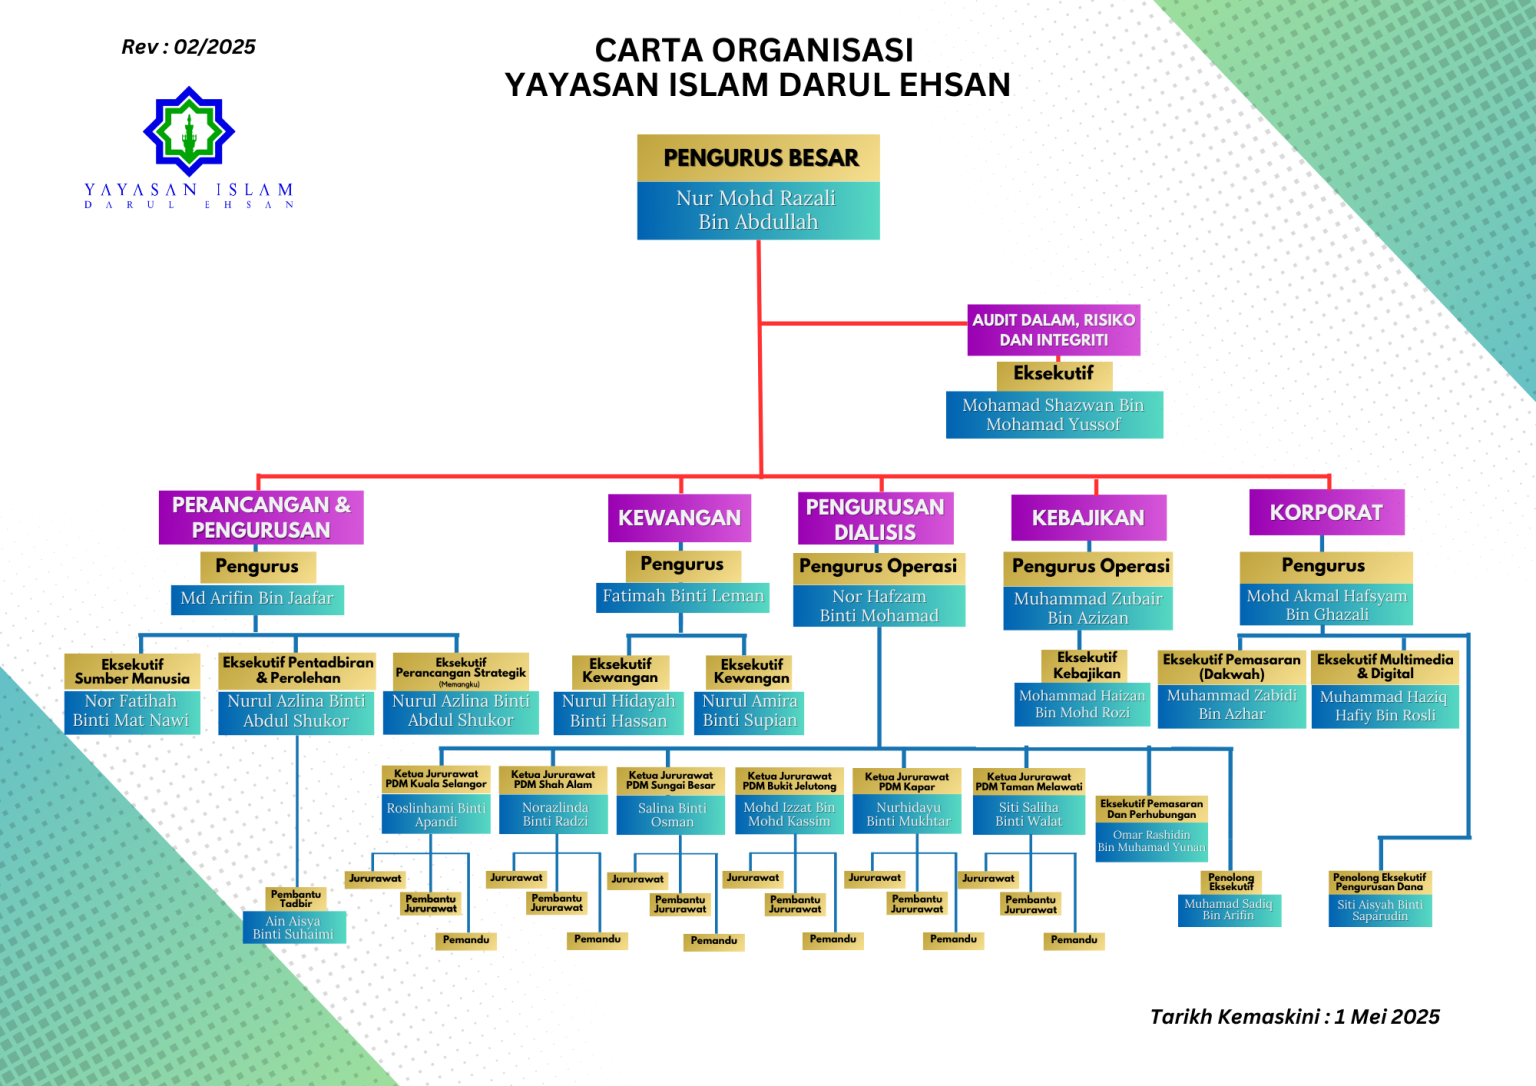 Rev : 02/2025
CARTA ORGANISASI
YAYASAN ISLAM DARUL EHSAN
YAYASAN ISLAM
DARUL EHSAN
PENGURUS BESAR
Nur Mohd Razali
Bin Abdullah
AUDIT DALAM, RISIKO
DAN INTEGRITI
Eksekutif
Mohamad Shazwan Bin
Mohamad Yussof
PERANCANGAN &
PENGURUSAN
Pengurus
Md Arifin Bin Jaafar
Eksekutif
Sumber Manusia
Nor Fatihah
Binti Mat Nawi
Eksekutif Pentadbiran
& Perolehan
Nurul Azlina Binti
Abdul Shukor
Eksekutif
Perancangan Strategik
(Memangku)
Nurul Azlina Binti
Abdul Shukor
Pembantu
Tadbir
Ain Aisya
Binti Suhaimi
KEWANGAN
Pengurus
Fatimah Binti Leman
Eksekutif
Kewangan
Nurul Hidayah
Binti Hassan
Eksekutif
Kewangan
Nurul Amira
Binti Supian
PENGURUSAN
DIALISIS
Pengurus Operasi
Nor Hafzam
Binti Mohamad
Ketua Jururawat
PDM Kuala Selangor
Roslinhami Binti
Apandi
Jururawat
Pembantu
Jururawat
Pemandu
Ketua Jururawat
PDM Shah Alam
Norazlinda
Binti Radzi
Jururawat
Pembantu
Jururawat
Pemandu
Ketua Jururawat
PDM Sungai Besar
Salina Binti
Osman
Jururawat
Pembantu
Jururawat
Pemandu
Ketua Jururawat
PDM Bukit Jelutong
Mohd Izzat Bin
Mohd Kassim
Jururawat
Pembantu
Jururawat
Pemandu
Ketua Jururawat
PDM Kapar
Nurhidayu
Binti Mukhtar
Jururawat
Pembantu
Jururawat
Pemandu
Ketua Jururawat
PDM Taman Melawati
Siti Saliha
Binti Walat
Jururawat
Pembantu
Jururawat
Pemandu
Eksekutif Pemasaran
Dan Perhubungan
Omar Rashidin
Bin Muhamad Yunan
Penolong
Eksekutif
Muhamad Sadiq
Bin Arifin
KEBAJIKAN
Pengurus Operasi
Muhammad Zubair
Bin Azizan
Eksekutif
Kebajikan
Mohammad Haizan
Bin Mohd Rozi
KORPORAT
Pengurus
Mohd Akmal Hafsyam
Bin Ghazali
Eksekutif Pemasaran
(Dakwah)
Muhammad Zabidi
Bin Azhar
Eksekutif Multimedia
& Digital
Muhammad Haziq
Hafiy Bin Rosli
Penolong Eksekutif
Pengurusan Dana
Siti Aisyah Binti
Saparudin
Tarikh Kemaskini : 1 Mei 2025